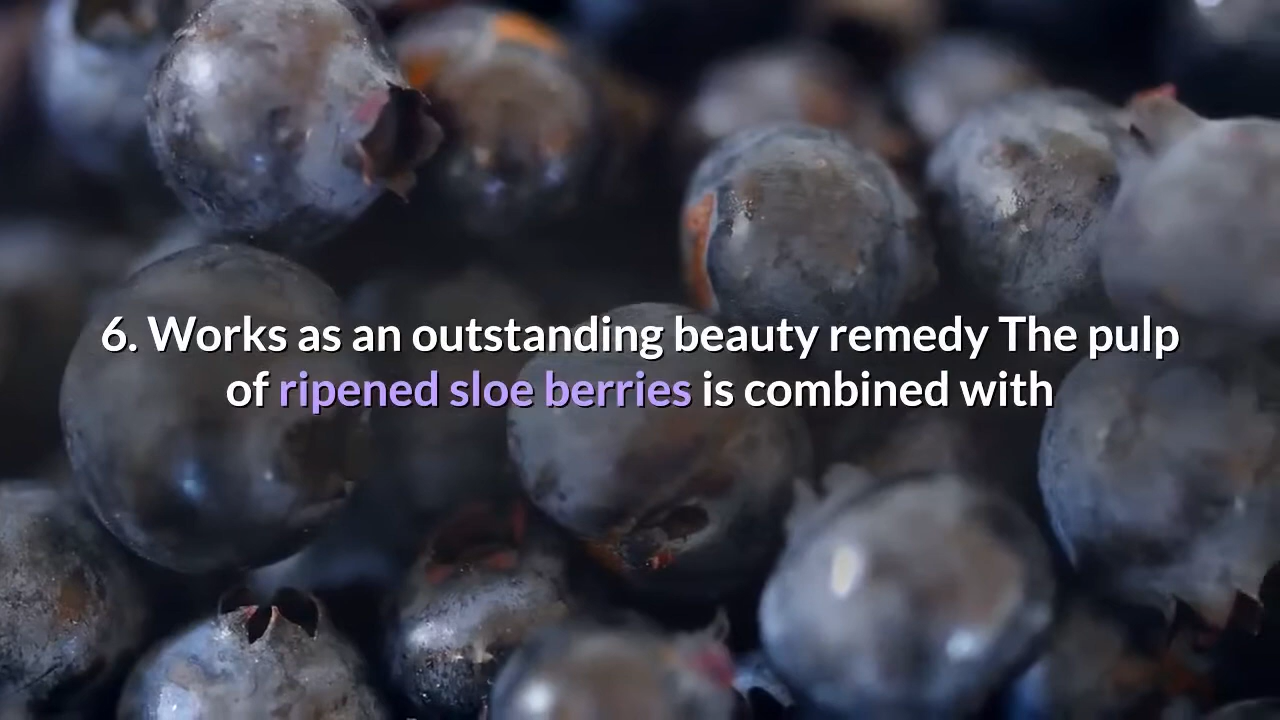 6. Works as an outstanding beauty remedy The pulp
of ripened sloe berries is combined with